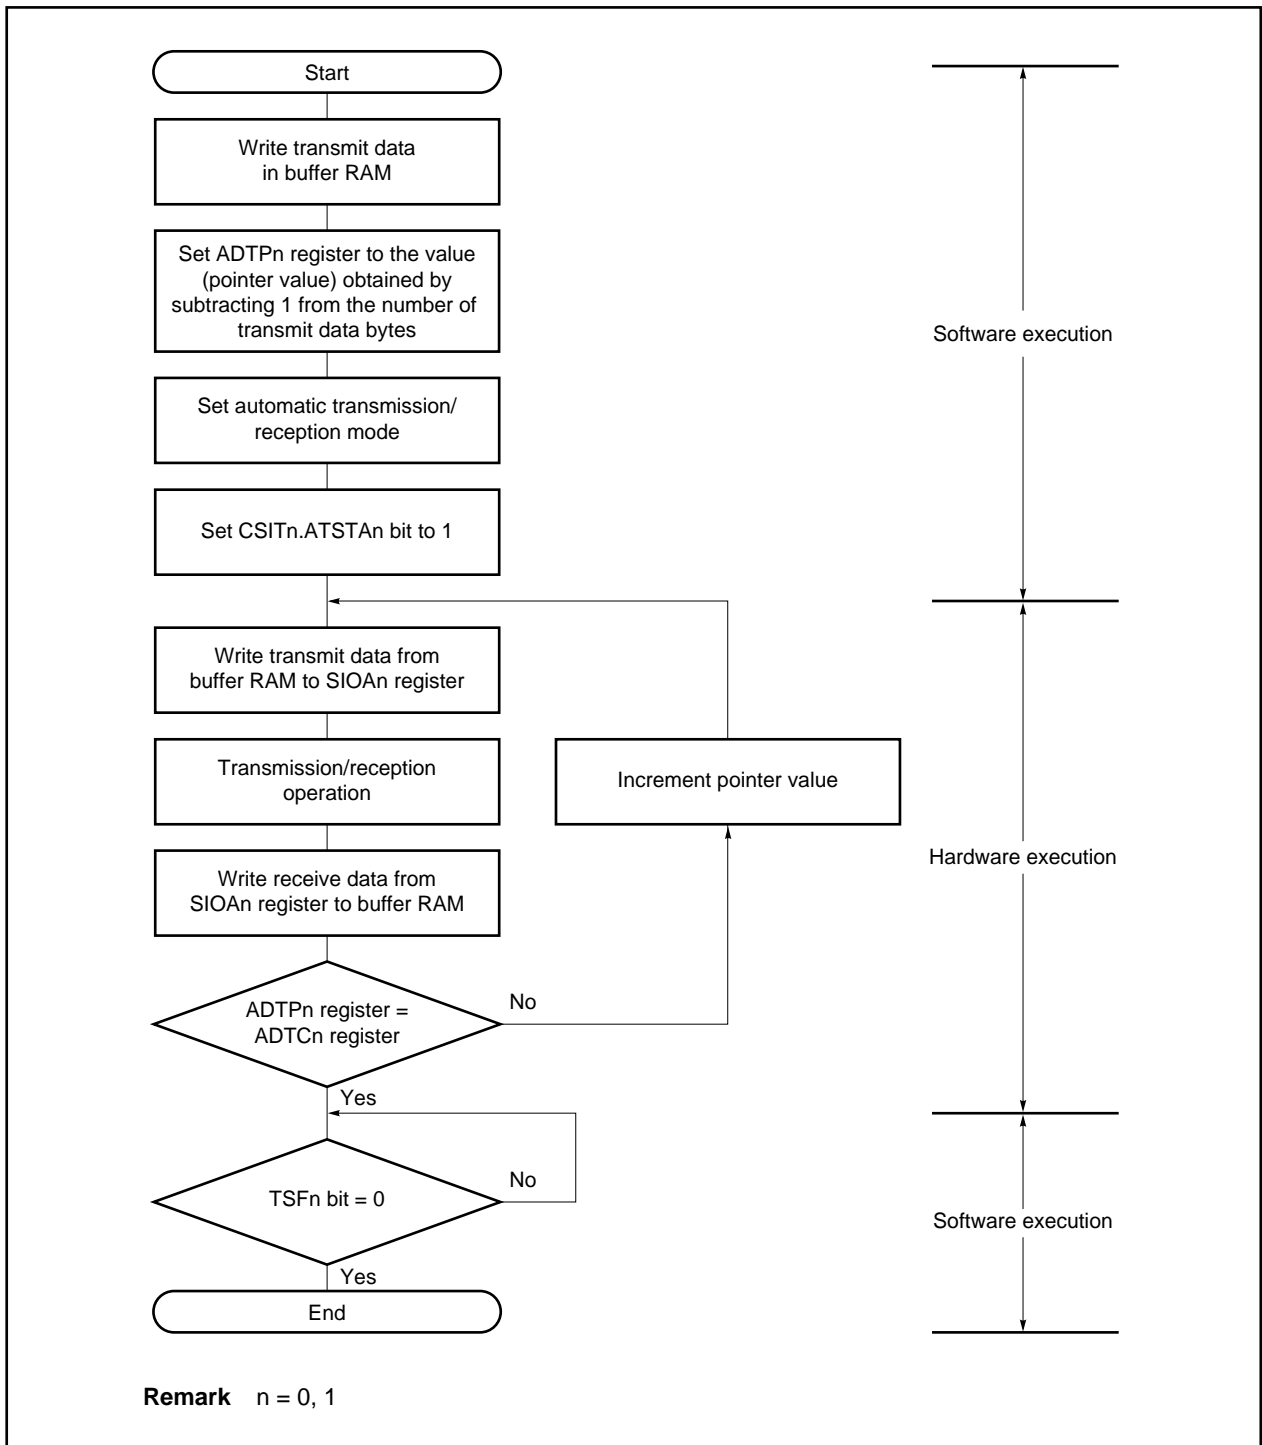 Start
Write transmit data
in buffer RAM
Set ADTPn register to the value
(pointer value) obtained by
subtracting 1 from the number of
transmit data bytes
Set automatic transmission/
reception mode
Set CSITn.ATSTAn bit to 1
Software execution
Write transmit data from
buffer RAM to SIOAn register
Transmission/reception
operation
Increment pointer value
Write receive data from
SIOAn register to buffer RAM
Hardware execution
ADTPn register =
ADTCn register
No
Yes
TSFn bit = 0
No
Software execution
Yes
End
Remark n = 0, 1